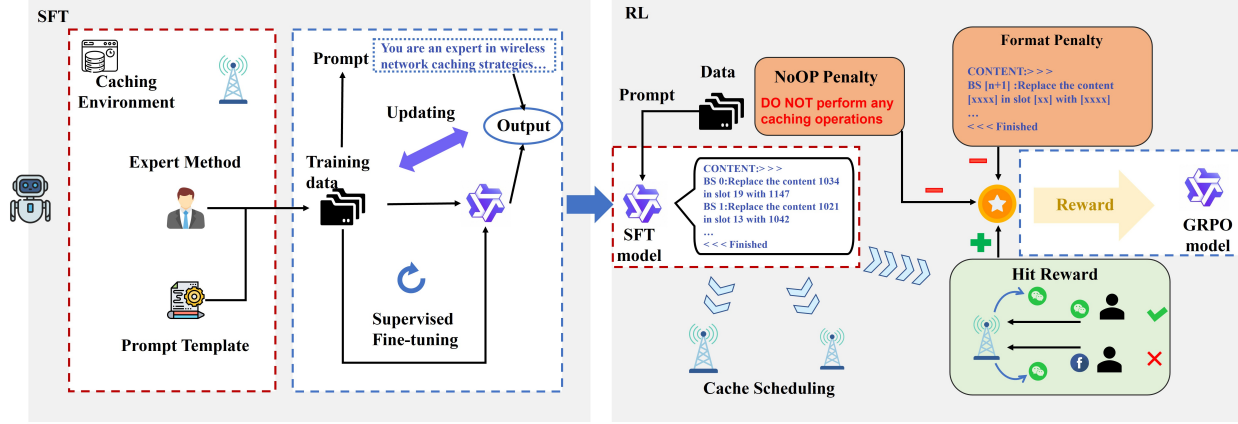 SFT
Caching
Environment
Expert Method
Prompt Template
Prompt
You are an expert in wireless
network caching strategies…
Updating
Output
Training
data
Supervised
Fine-tuning
RL
Data
Prompt
NoOP Penalty
DO NOT perform any
caching operations
Format Penalty
CONTENT:> > >
BS [n+1] :Replace the content
[xxxx] in slot [xx] with [xxxx]
…
< < < Finished
SFT
model
CONTENT:> > >
BS 0:Replace the content 1034
in slot 19 with 1147
BS 1:Replace the content 1021
in slot 13 with 1042
…
< < < Finished
Reward
GRPO
model
Hit Reward
f
Cache Scheduling